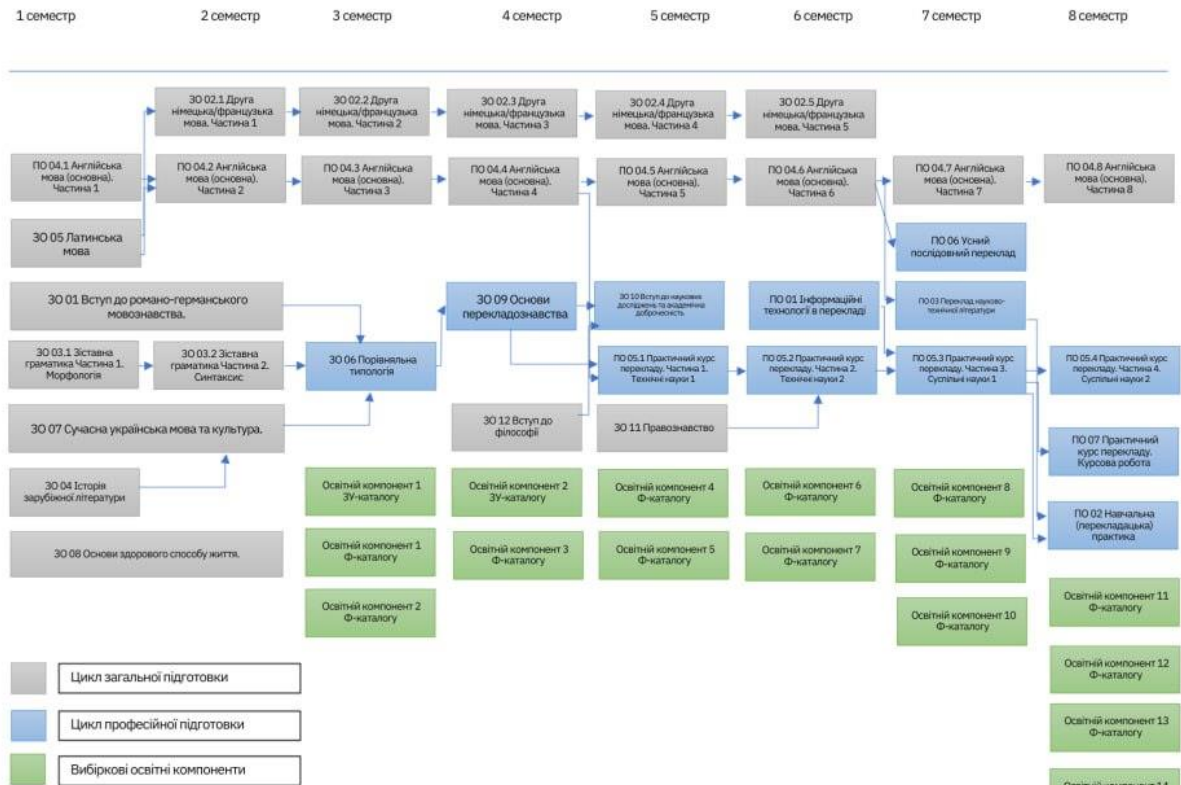 1 семестр
2 семестр
3 семестр
4 семестр
5 семестр
6 семестр
7 семестр
8 семестр
ЗО 02.1 Друга
німецька/французька
мова. Частина 1
ЗО 02.2 Друга
німецька/французька
мова. Частина 2
ЗО 02.3 Друга
німецька/французька
мова. Частина 3
ЗО 02.4 Друга
німецька/французька
мова. Частина 4
ЗО 02.5 Друга
німецька/французька
мова. Частина 5
ПО 04.1 Англійська
мова (основна).
Частина 1
ПО 04.2 Англійська
мова (основна).
Частина 2
ПО 04.3 Англійська
мова (основна).
Частина 3
ПО 04.4 Англійська
мова (основна).
Частина 4
ПО 04.5 Англійська
мова (основна).
Частина 5
ПО 04.6 Англійська
мова (основна).
Частина 6
ПО 04.7 Англійська
мова (основна).
Частина 7
ПО 04.8 Англійська
мова (основна).
Частина 8
ЗО 05 Латинська
мова
ПО 06 Усний
послідовний переклад
ЗО 01 Вступ до романо-германського
мовознавства.
ЗО 09 Основи
перекладознавства
ЗО 10 Вступ до наукових
досліджень та академічна
доброчесність
ПО 01 Інформаційні
технології в перекладі
ПО 03 Переклад науково-
технічної літератури
ЗО 03.1 Зіставна
граматика Частина 1.
Морфологія
ЗО 03.2 Зіставна
граматика Частина 2.
Синтаксис
ЗО 06 Порівняльна
типологія
ПО 05.1 Практичний курс
перекладу. Частина 1.
Технічні науки 1
ПО 05.2 Практичний курс
перекладу. Частина 2.
Технічні науки 2
ПО 05.3 Практичний курс
перекладу. Частина 3.
Суспільні науки 1
ПО 05.4 Практичний курс
перекладу. Частина 4.
Суспільні науки 2
ЗО 07 Сучасна українська мова та культура.
ЗО 12 Вступ до
філософії
ЗО 11 Правознавство
ПО 07 Практичний
курс перекладу.
Курсова робота
ЗО 04 Історія
зарубіжної літератури
Освітній компонент 1
ЗУ-каталогу
Освітній компонент 2
ЗУ-каталогу
Освітній компонент 4
Ф-каталогу
Освітній компонент 6
Ф-каталогу
Освітній компонент 8
Ф-каталогу
ПО 02 Навчальна
(перекладацька)
практика
ЗО 08 Основи здорового способу життя.
Освітній компонент 1
Ф-каталогу
Освітній компонент 3
Ф-каталогу
Освітній компонент 5
Ф-каталогу
Освітній компонент 7
Ф-каталогу
Освітній компонент 9
Ф-каталогу
Освітній компонент 2
Ф-каталогу
Освітній компонент 10
Ф-каталогу
Освітній компонент 11
Ф-каталогу
Освітній компонент 12
Ф-каталогу
Освітній компонент 13
Ф-каталогу
Освітній компонент 14
Цикл загальної підготовки
Цикл професійної підготовки
Вибіркові освітні компоненти